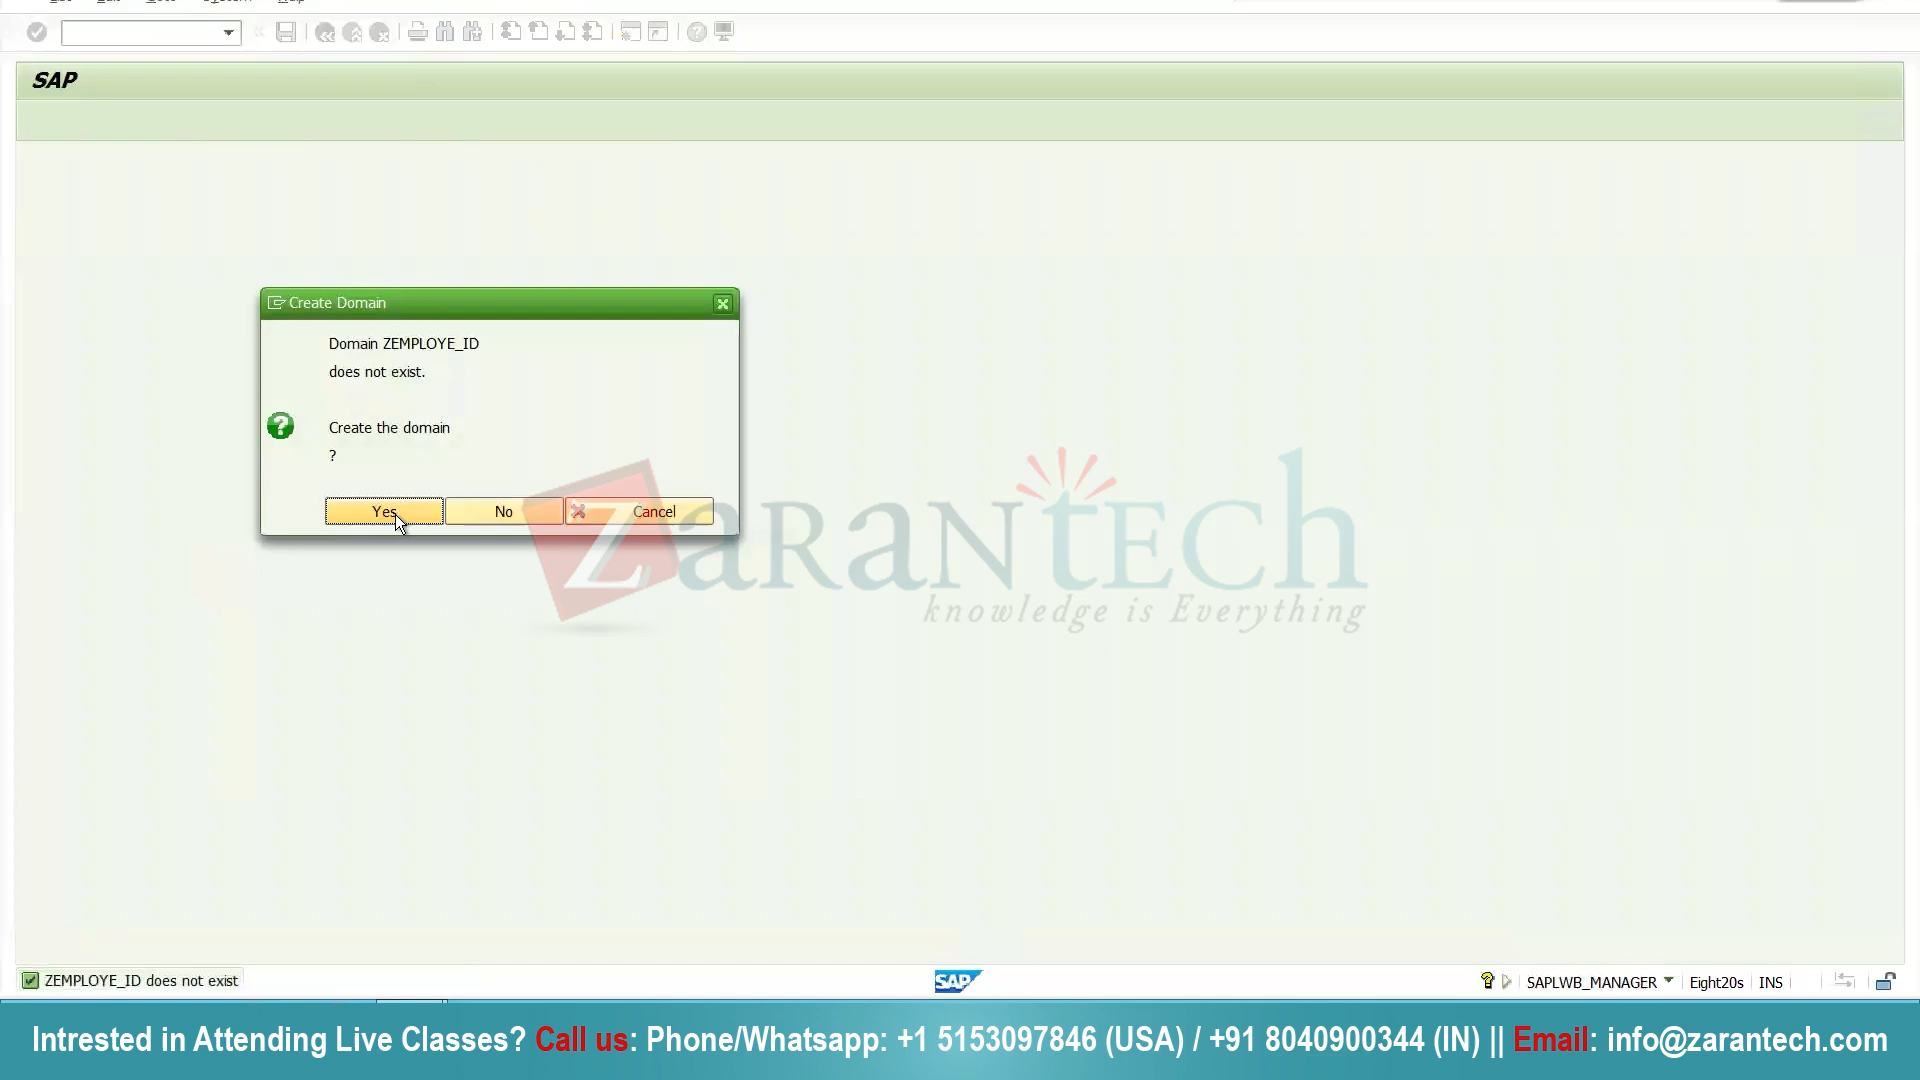 SAP
Create Domain
Domain ZEMPLOYE_ID
does not exist.
Create the domain
?
Yes
No
Cancel
ZARANTECH
knowledge is Everything
ZEMPLOYE_ID does not exist
SAP
SAPLWB_MANAGER
Eight20s
INS
Intrested in Attending Live Classes? Call us: Phone/Whatsapp: +1 5153097846 (USA) / +91 8040900344 (IN) || Email: info@zarantech.com